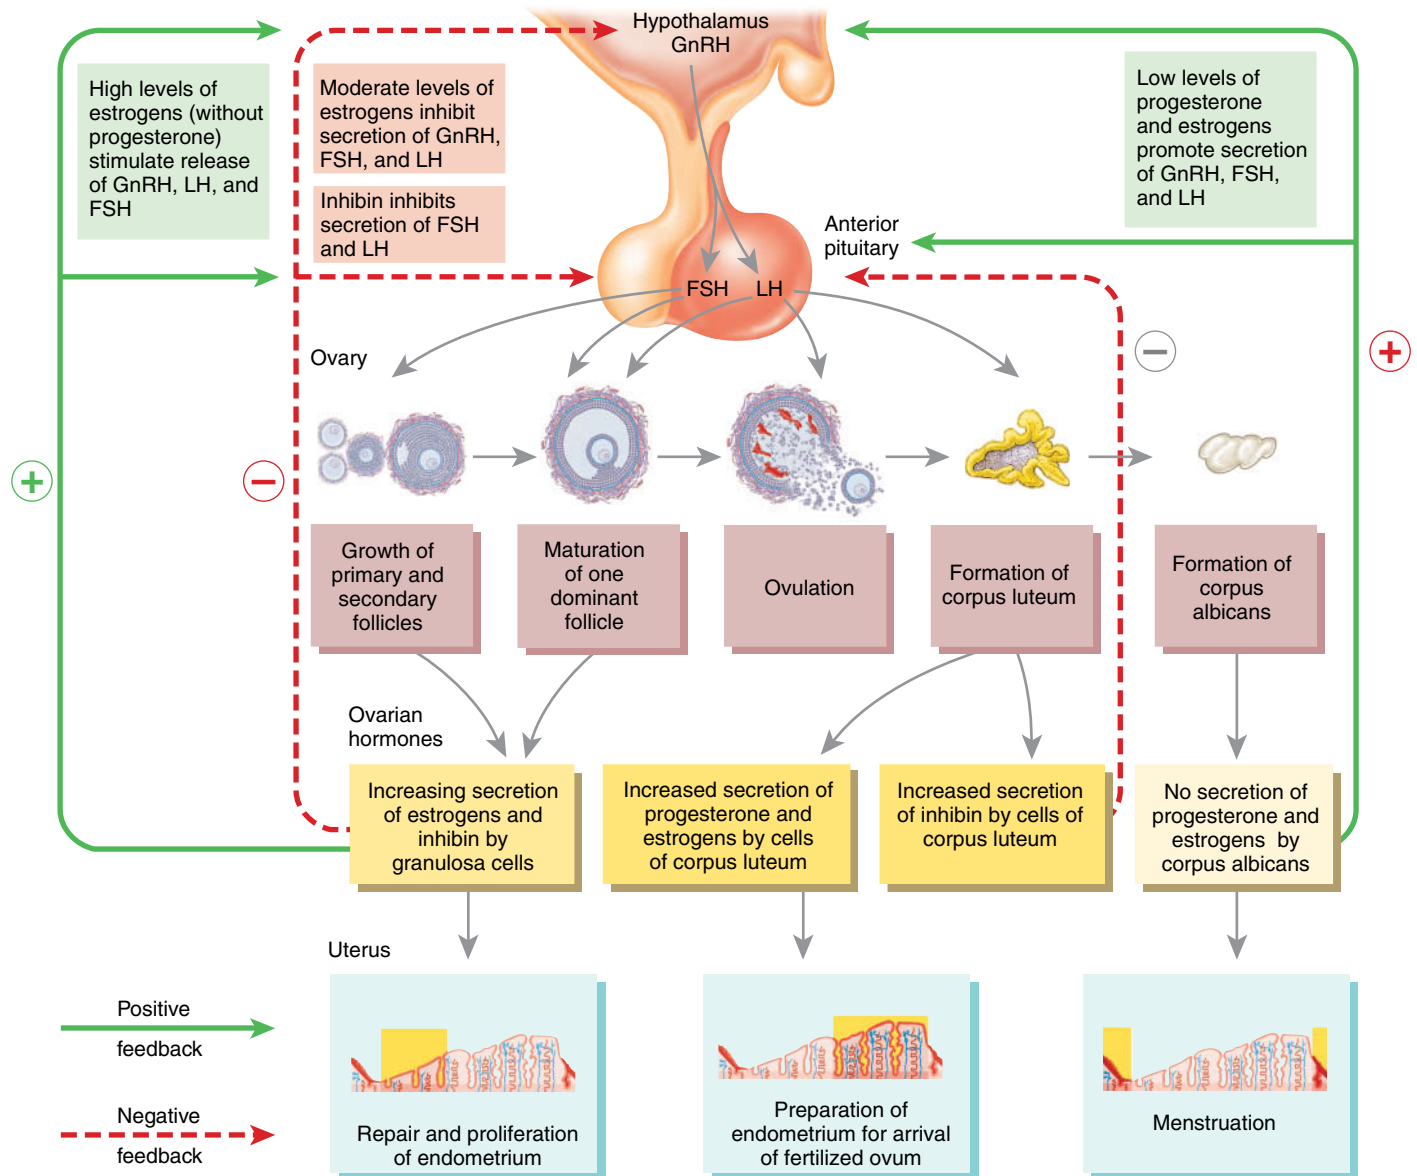 Hypothalamus
GnRH
High levels of
estrogens (without
progesterone)
stimulate release
of GnRH, LH, and
FSH
Moderate levels of
estrogens inhibit
secretion of GnRH,
FSH, and LH
Inhibin inhibits
secretion of FSH
and LH
Low levels of
progesterone
and estrogens
promote secretion
of GnRH, FSH,
and LH
Anterior
pituitary
FSH
LH
Ovary
−
+
+
−
Growth of
primary and
secondary
follicles
Maturation
of one
dominant
follicle
Ovulation
Formation of
corpus luteum
Formation of
corpus
albicans
Ovarian
hormones
Increasing secretion
of estrogens and
inhibin by
granulosa cells
Increased secretion of
progesterone and
estrogens by cells
of corpus luteum
Increased secretion
of inhibin by cells of
corpus luteum
No secretion of
progesterone and
estrogens by
corpus albicans
Uterus
Positive
feedback
Negative
feedback
Repair and proliferation
of endometrium
Preparation of
endometrium for arrival
of fertilized ovum
Menstruation